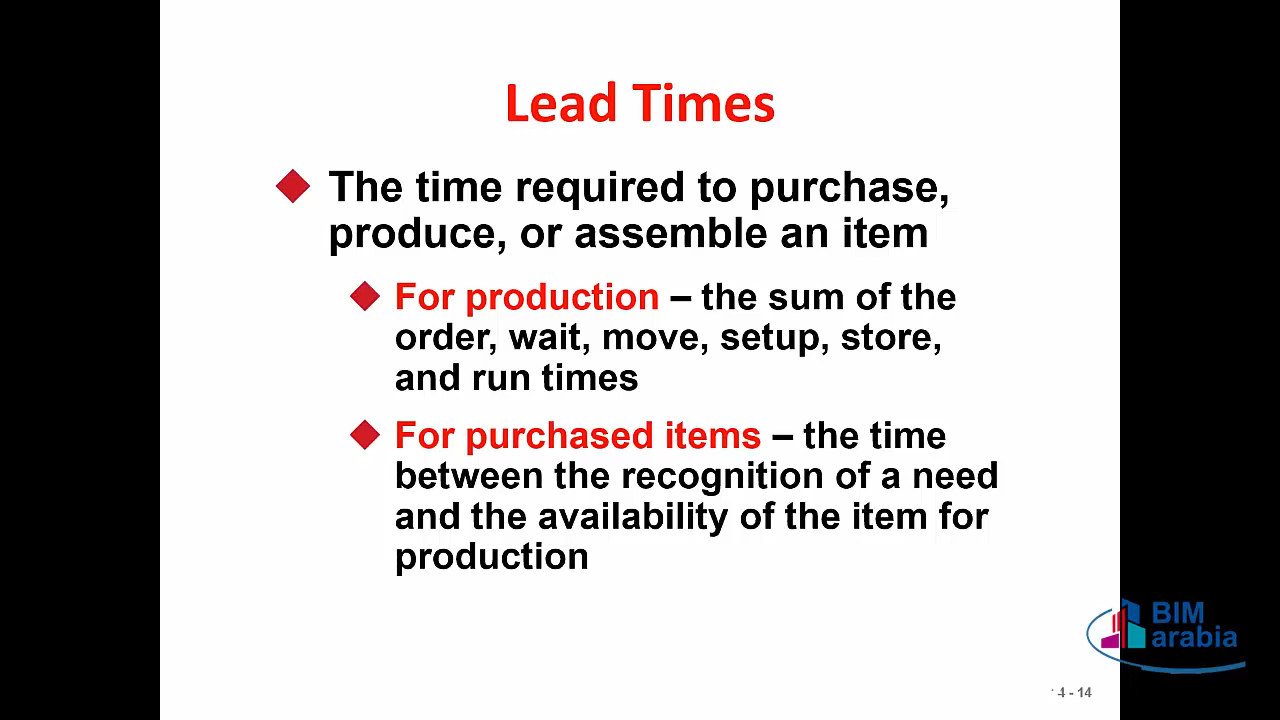 Lead Times
The time required to purchase,
produce, or assemble an item
For production – the sum of the
order, wait, move, setup, store,
and run times
For purchased items – the time
between the recognition of a need
and the availability of the item for
production
BIM
arabia
4 - 14